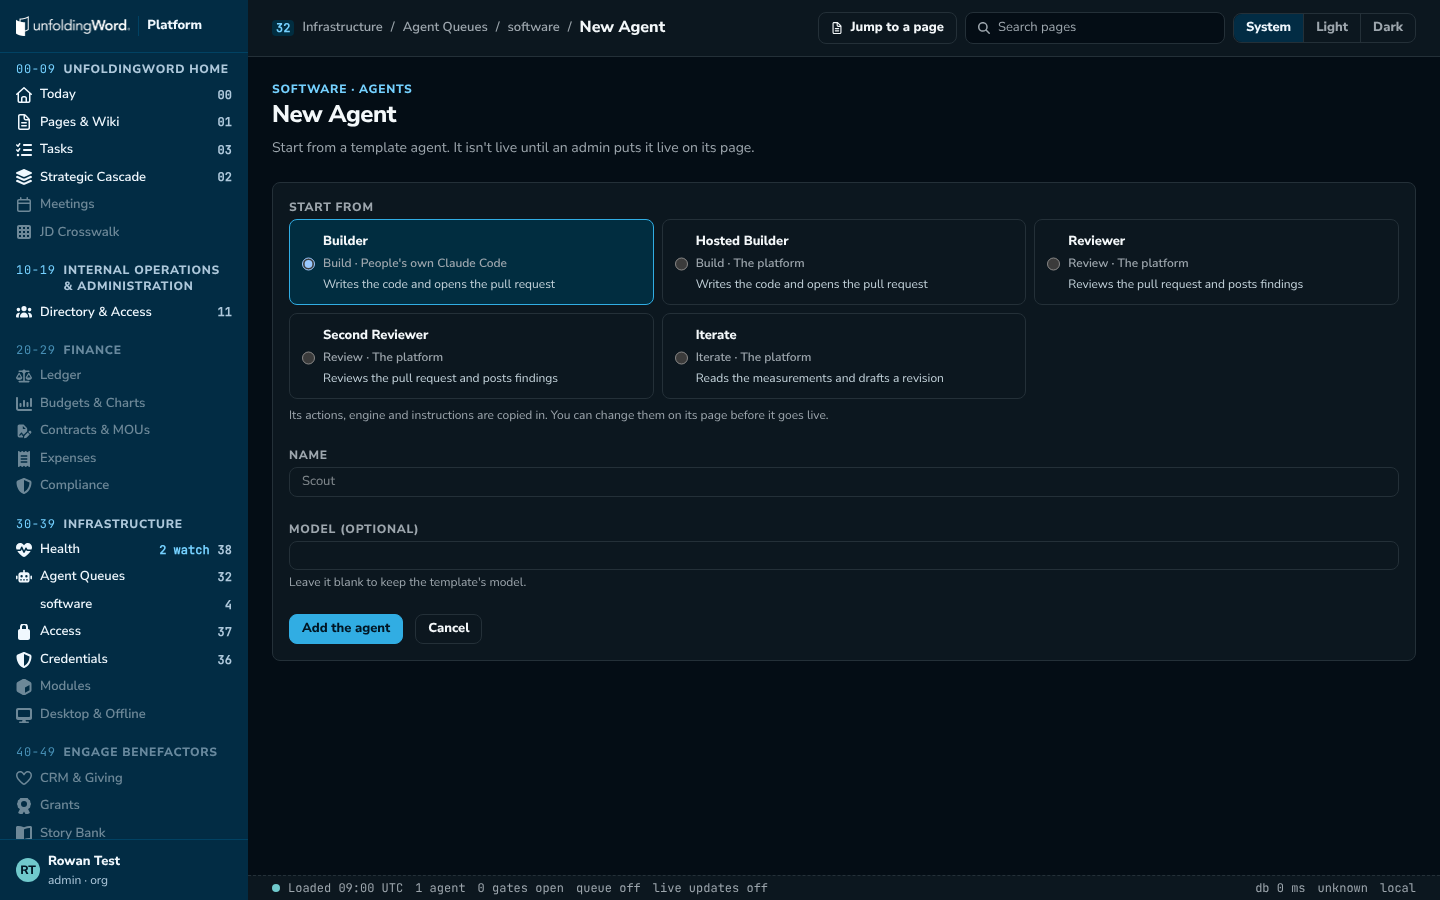 unfoldingWord Platform
00-09 UNFOLDINGWORD HOME
Today 00
Pages & Wiki 01
Tasks 03
Strategic Cascade 02
Meetings
JD Crosswalk
10-19 INTERNAL OPERATIONS
& ADMINISTRATION
Directory & Access 11
20-29 FINANCE
Ledger
Budgets & Charts
Contracts & MOUs
Expenses
Compliance
30-39 INFRASTRUCTURE
Health 2 watch 38
Agent Queues 32
software 4
Access 37
Credentials 36
Modules
Desktop & Offline
40-49 ENGAGE BENEFACTORS
CRM & Giving
Grants
Story Bank
RT Rowan Test
admin · org
32 Infrastructure / Agent Queues / software / New Agent
Jump to a page
Search pages
System Light Dark
SOFTWARE · AGENTS
New Agent
Start from a template agent. It isn't live until an admin puts it live on its page.
START FROM
Builder
Build · People's own Claude Code
Writes the code and opens the pull request
Hosted Builder
Build · The platform
Writes the code and opens the pull request
Reviewer
Review · The platform
Reviews the pull request and posts findings
Second Reviewer
Review · The platform
Reviews the pull request and posts findings
Iterate
Iterate · The platform
Reads the measurements and drafts a revision
Its actions, engine and instructions are copied in. You can change them on its page before it goes live.
NAME
Scout
MODEL (OPTIONAL)
Leave it blank to keep the template's model.
Add the agent Cancel
Loaded 09:00 UTC 1 agent 0 gates open queue off live updates off
db 0 ms unknown local